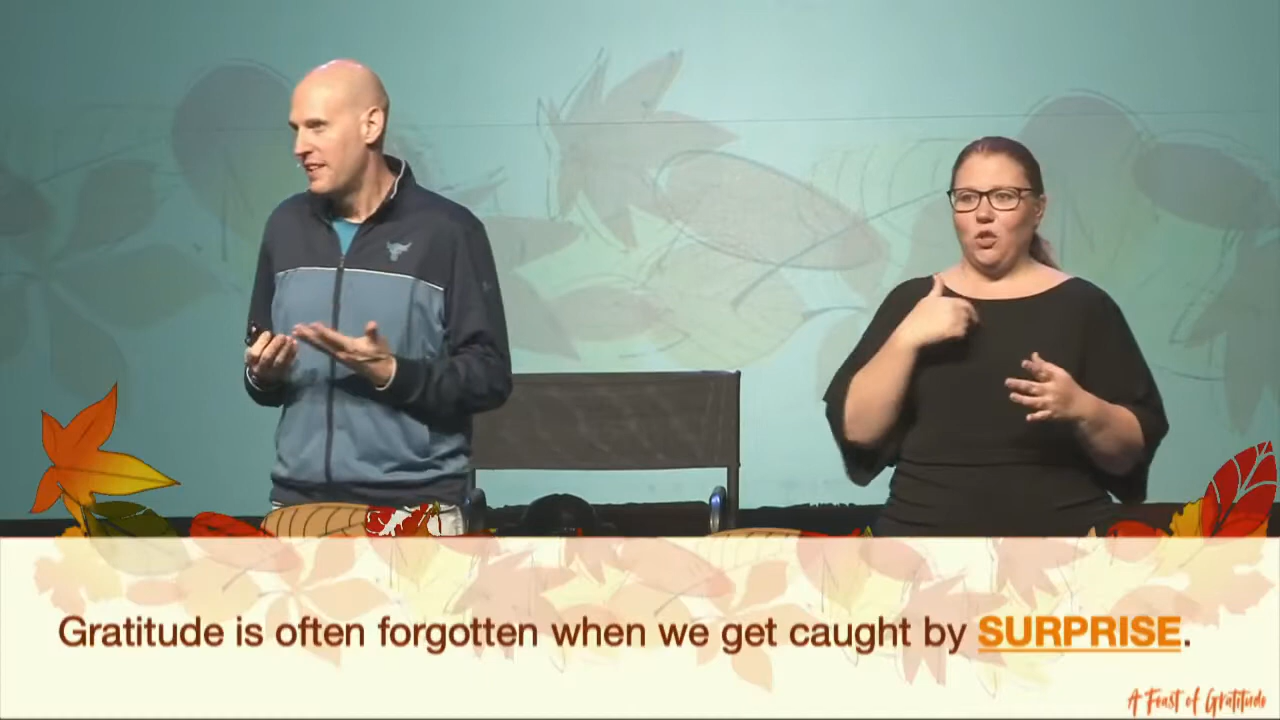 Gratitude is often forgotten when we get caught by SURPRISE.
A Feast of Gratitude